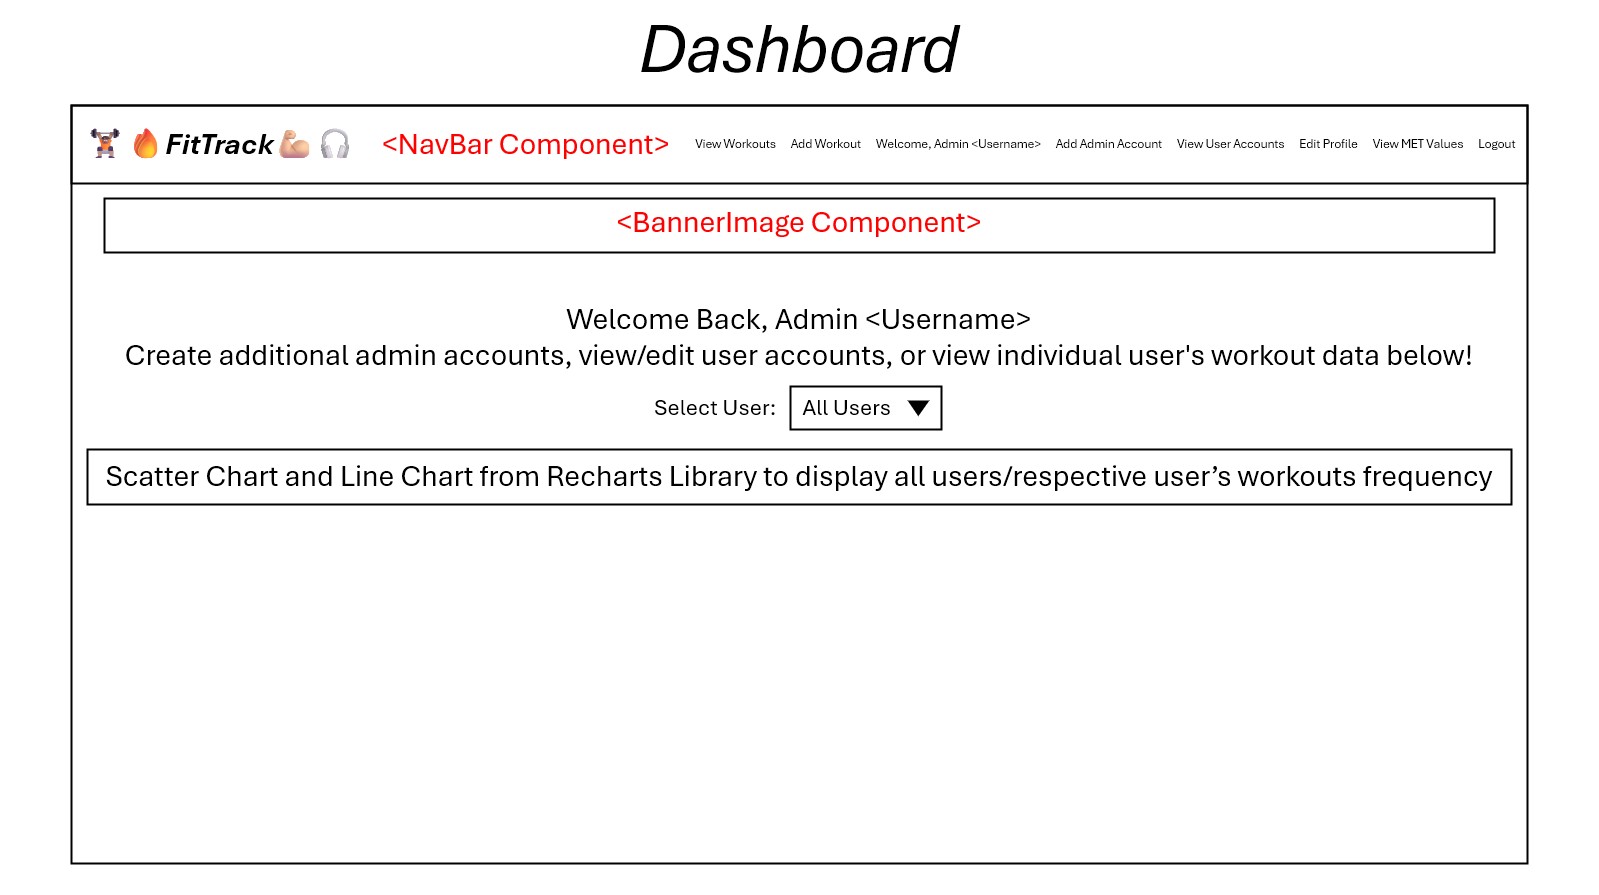 Dashboard
FitTrack <NavBar Component> View Workouts Add Workout Welcome, Admin <Username> Add Admin Account View User Accounts Edit Profile View MET Values Logout
<BannerImage Component>
Welcome Back, Admin <Username>
Create additional admin accounts, view/edit user accounts, or view individual user's workout data below!
Select User: All Users
Scatter Chart and Line Chart from Recharts Library to display all users/respective user’s workouts frequency